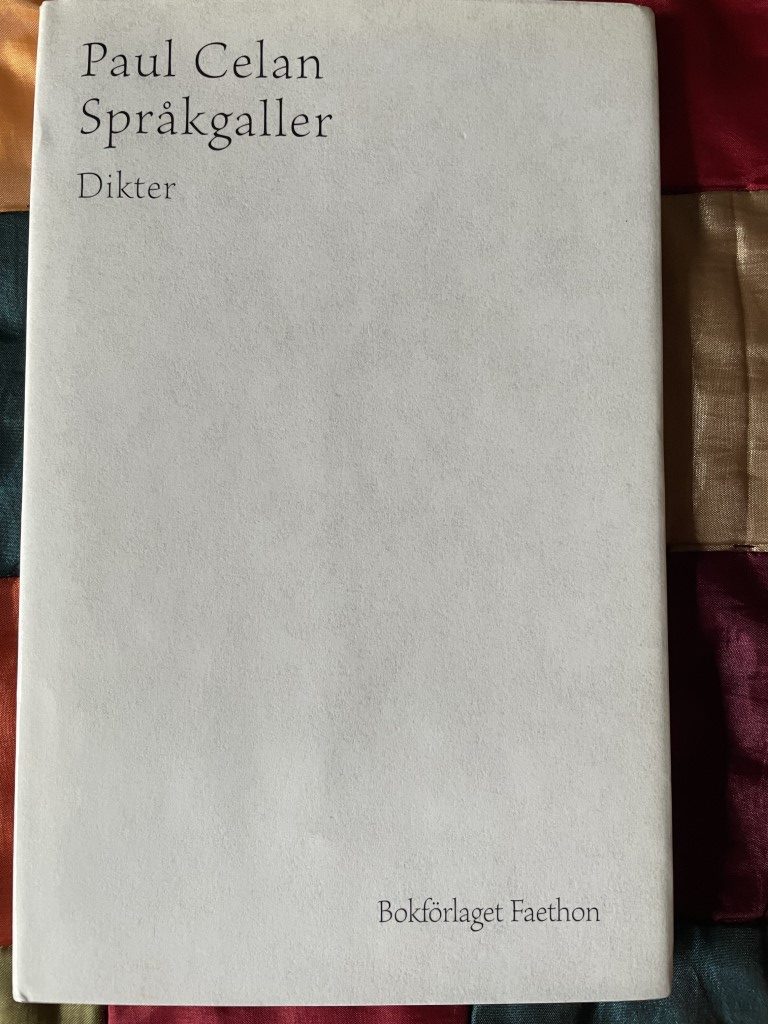 Paul Celan
Språkgaller
Dikter
Bokförlaget Faethon